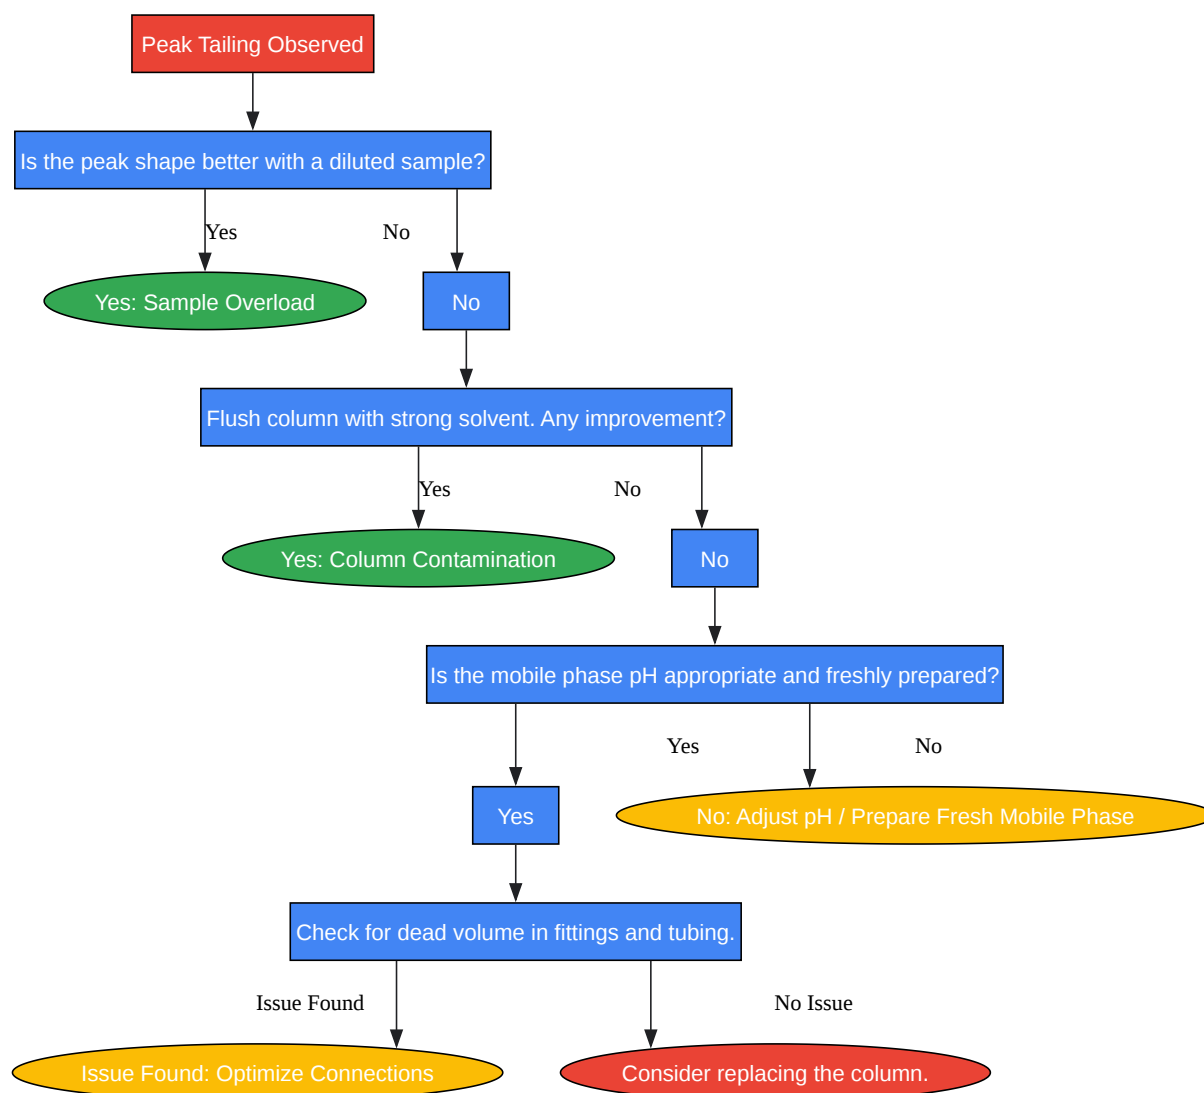 Peak Tailing Observed
Is the peak shape better with a diluted sample?
Yes
No
Yes: Sample Overload
No
Flush column with strong solvent. Any improvement?
Yes
No
Yes: Column Contamination
No
Is the mobile phase pH appropriate and freshly prepared?
Yes
No
Yes
No: Adjust pH / Prepare Fresh Mobile Phase
Check for dead volume in fittings and tubing.
Issue Found
No Issue
Issue Found: Optimize Connections
Consider replacing the column.